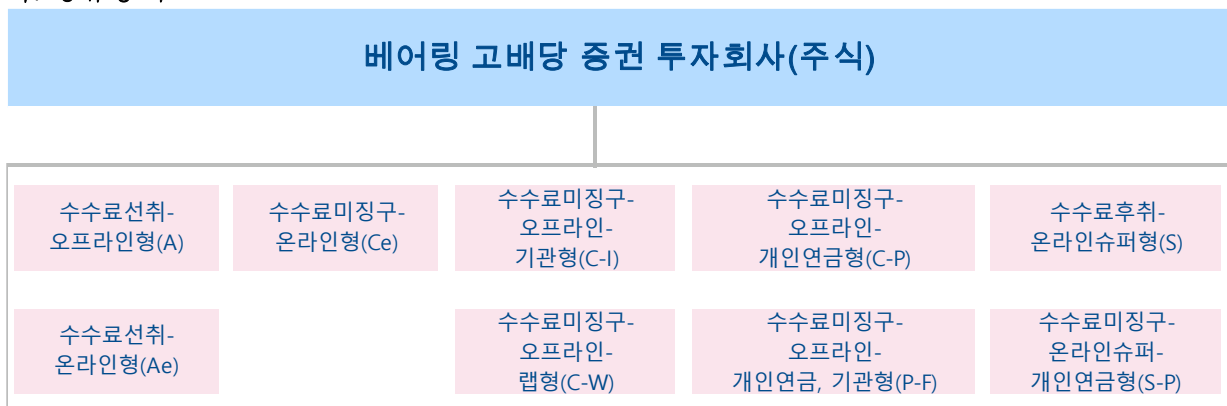 베어링 고배당 증권 투자회사(주식)
수수료선취-
오프라인형(A)
수수료미징구-
온라인형(Ce)
수수료미징구-
오프라인-
기관형(C-I)
수수료미징구-
오프라인-
개인연금형(C-P)
수수료후취-
온라인슈퍼형(S)
수수료선취-
온라인형(Ae)
수수료미징구-
오프라인-
랩형(C-W)
수수료미징구-
오프라인-
개인연금, 기관형(P-F)
수수료미징구-
온라인슈퍼-
개인연금형(S-P)